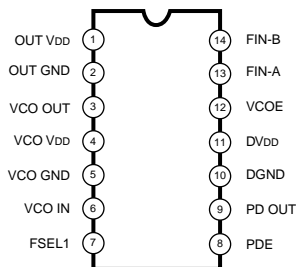 OUT VDD 1 14 FIN-B
OUT GND 2 13 FIN-A
VCO OUT 3 12 VCOE
VCO VDD 4 11 DVDD
VCO GND 5 10 DGND
VCO IN 6 9 PD OUT
FSEL1 7 8 PDE